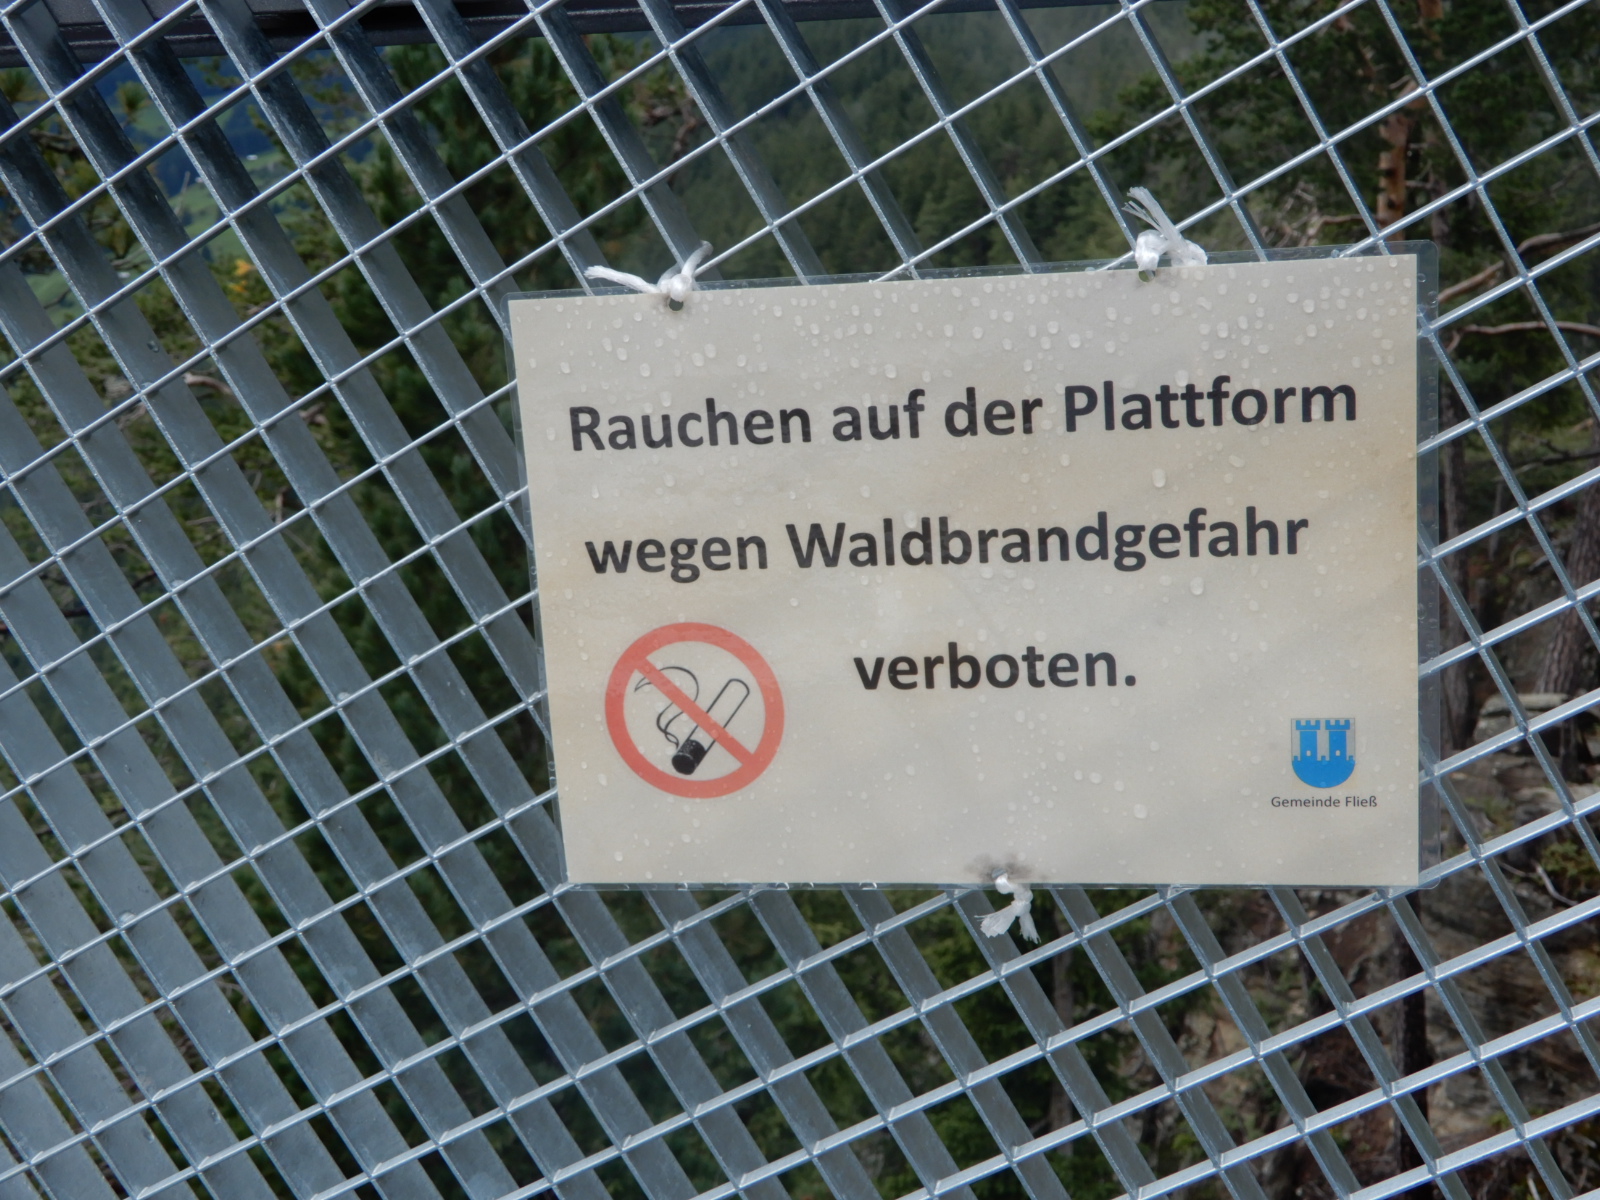 Rauchen auf der Plattform
wegen Waldbrandgefahr
verboten.
Gemeinde Fließ